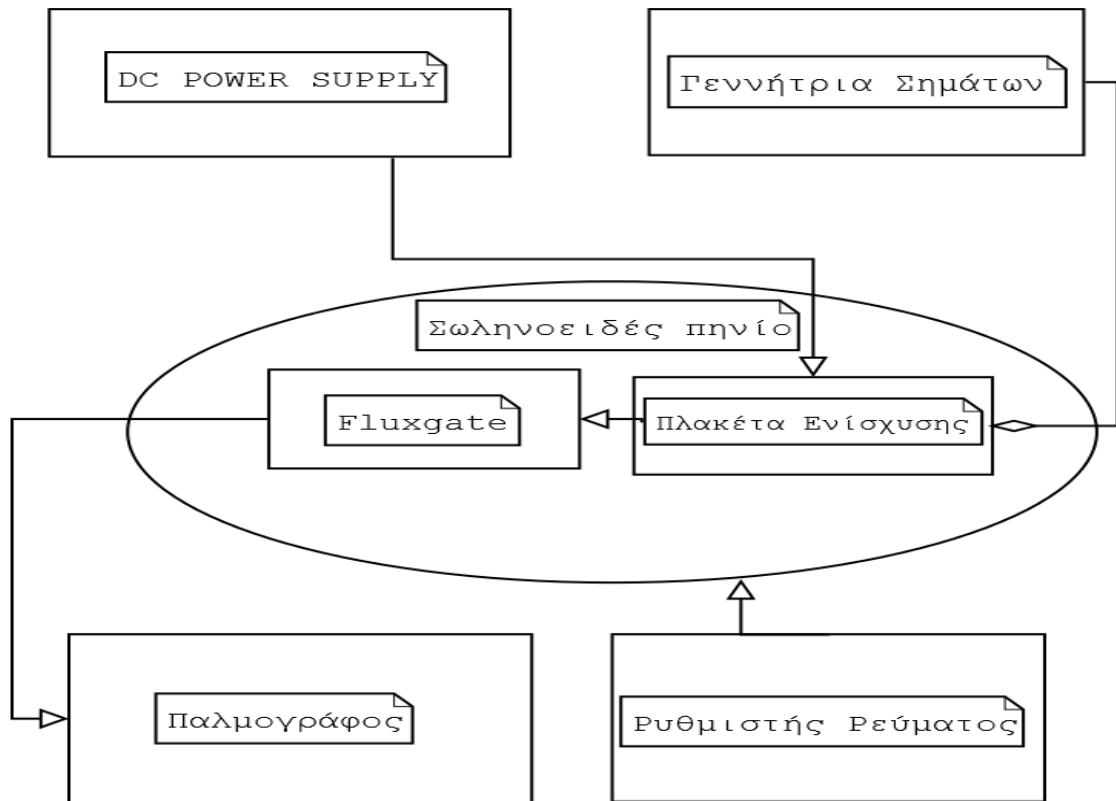 DC POWER SUPPLY
Γεννήτρια Σημάτων
Σωληνοειδές πηνίο
Fluxgate
Πλακέτα Ενίσχυσης
Παλμογράφος
Ρυθμιστής Ρεύματος